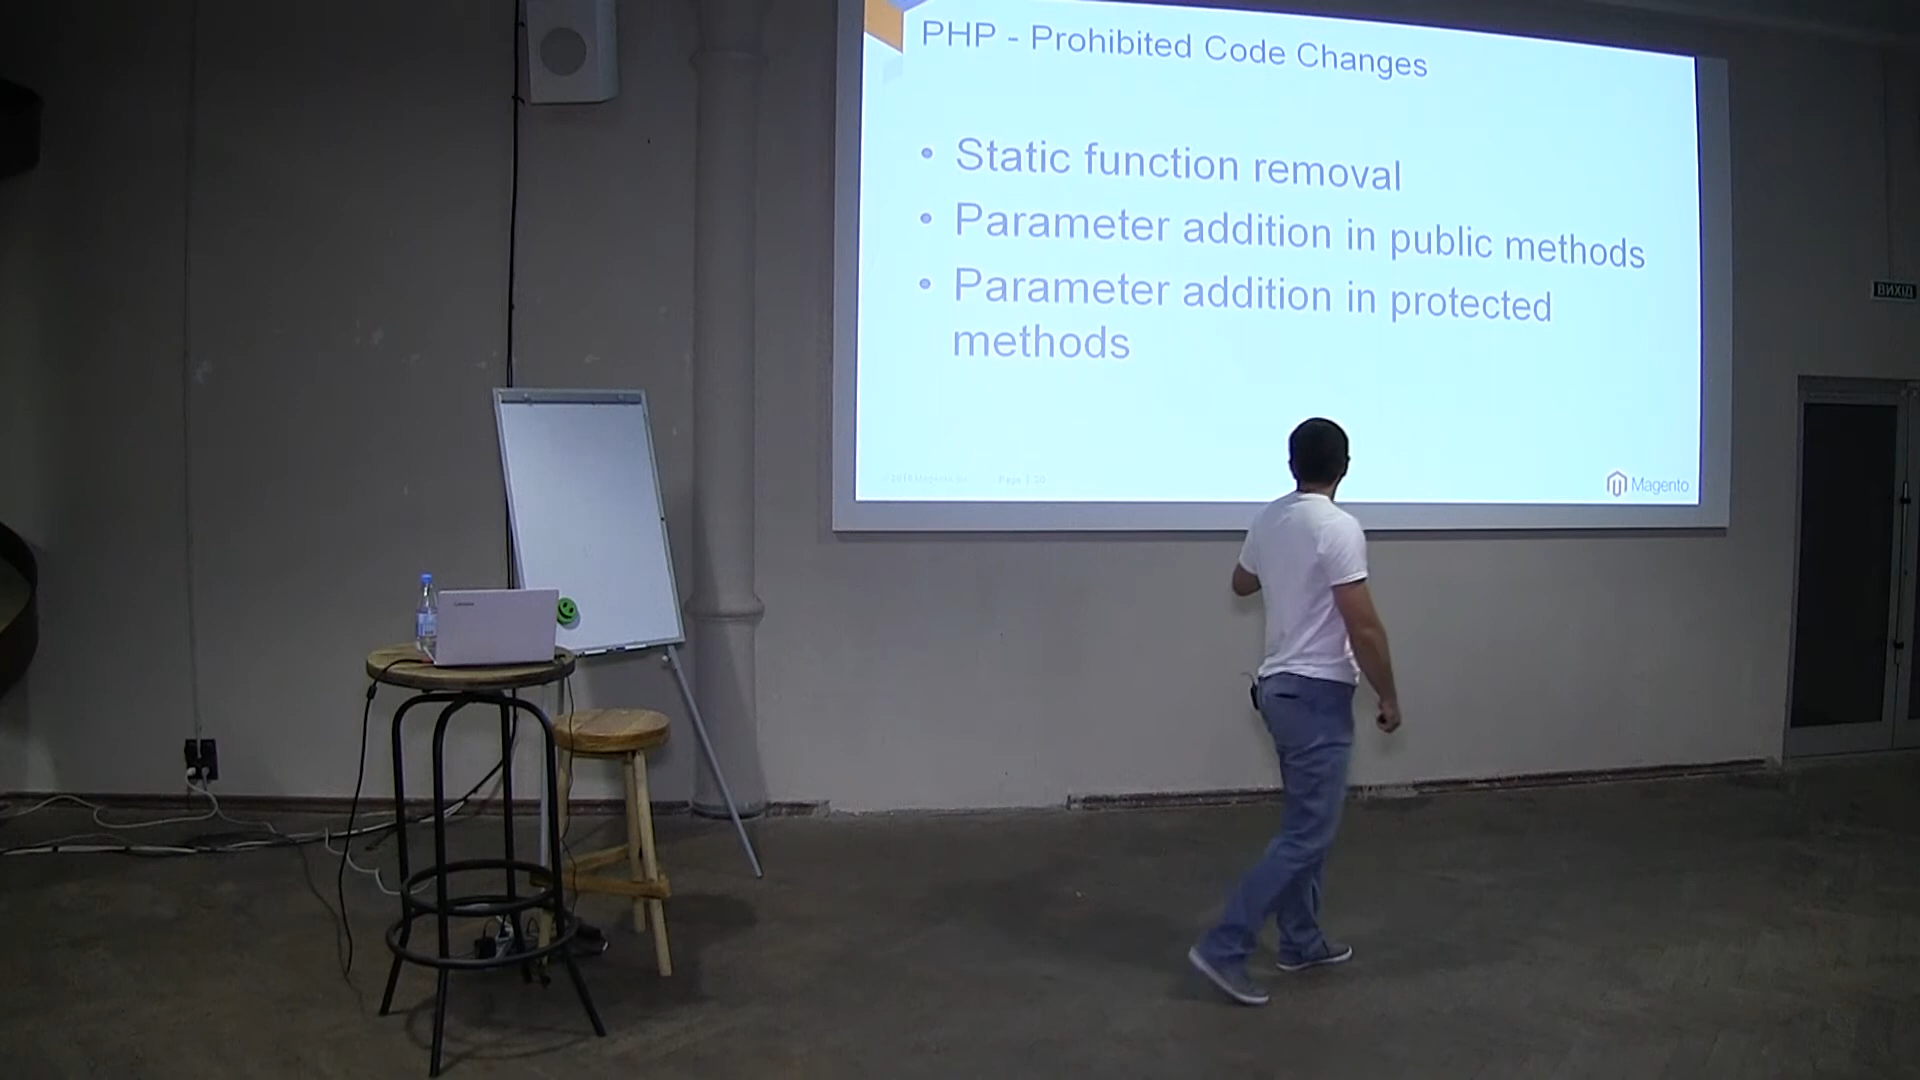 PHP - Prohibited Code Changes
• Static function removal
• Parameter addition in public methods
• Parameter addition in protected
methods
Magento
ВИХІД
Lenovo